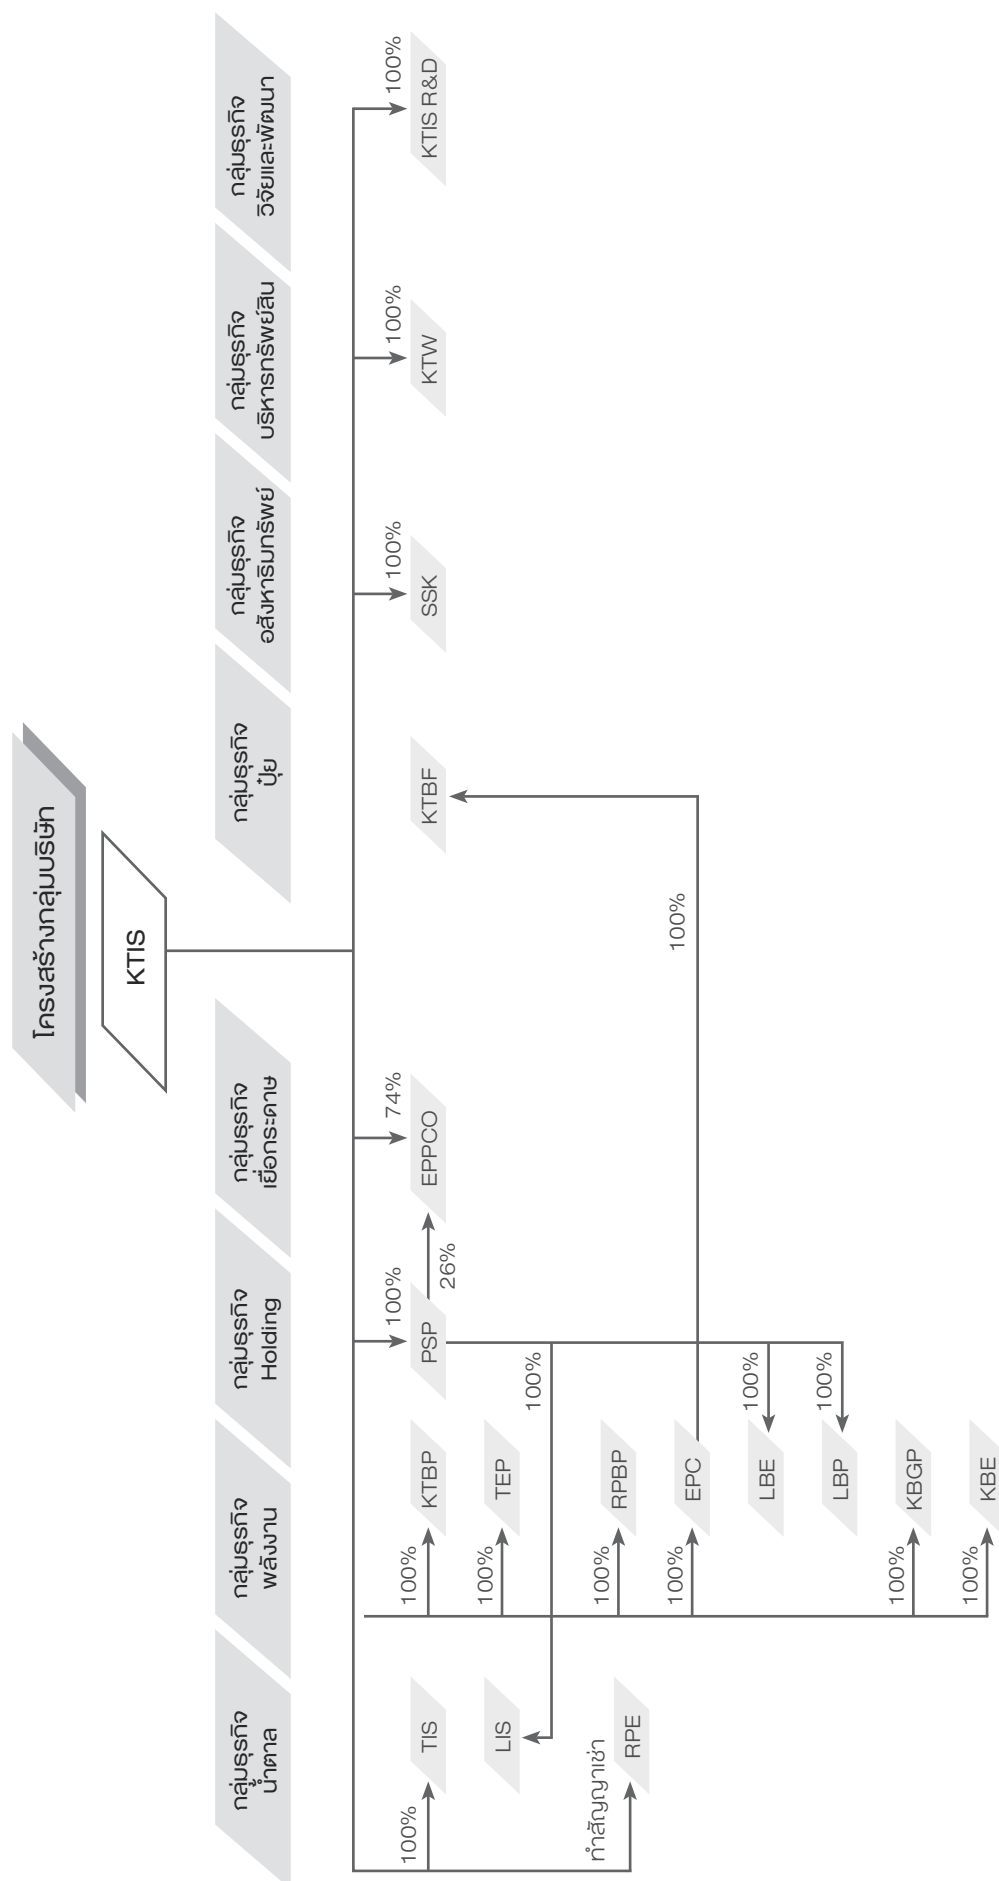 โครงสร้างกลุ่มบริษัท
KTIS
กลุ่มธุรกิจ
น้ำตาล
กลุ่มธุรกิจ
พลังงาน
กลุ่มธุรกิจ
Holding
กลุ่มธุรกิจ
เยื่อกระดาษ
กลุ่มธุรกิจ
ปุ๋ย
กลุ่มธุรกิจ
อสังหาริมทรัพย์
กลุ่มธุรกิจ
บริหารทรัพย์สิน
กลุ่มธุรกิจ
วิจัยและพัฒนา
100%
TIS
100%
KTBP
100%
PSP
26%
74%
EPPCO
KTBF
100%
SSK
100%
KTW
100%
KTIS R&D
LIS
100%
TEP
100%
ทำสัญญาเช่า
RPE
100%
RPBP
100%
EPC
100%
LBE
100%
LBP
100%
100%
KBGP
100%
KBE